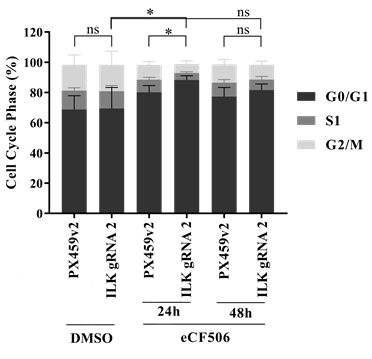 * ns
ns * ns
120
100
80
60
40
20
0
Cell Cycle Phase (%)
G0/G1
S1
G2/M
PX459v2
ILK gRNA 2
PX459v2
ILK gRNA 2
PX459v2
ILK gRNA 2
24h 48h
DMSO eCF506